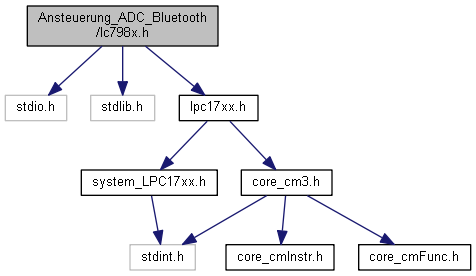 Ansteuerung_ADC_Bluetooth
/lc798x.h
stdio.h
stdlib.h
lpc17xx.h
system_LPC17xx.h
core_cm3.h
stdint.h
core_cmInstr.h
core_cmFunc.h